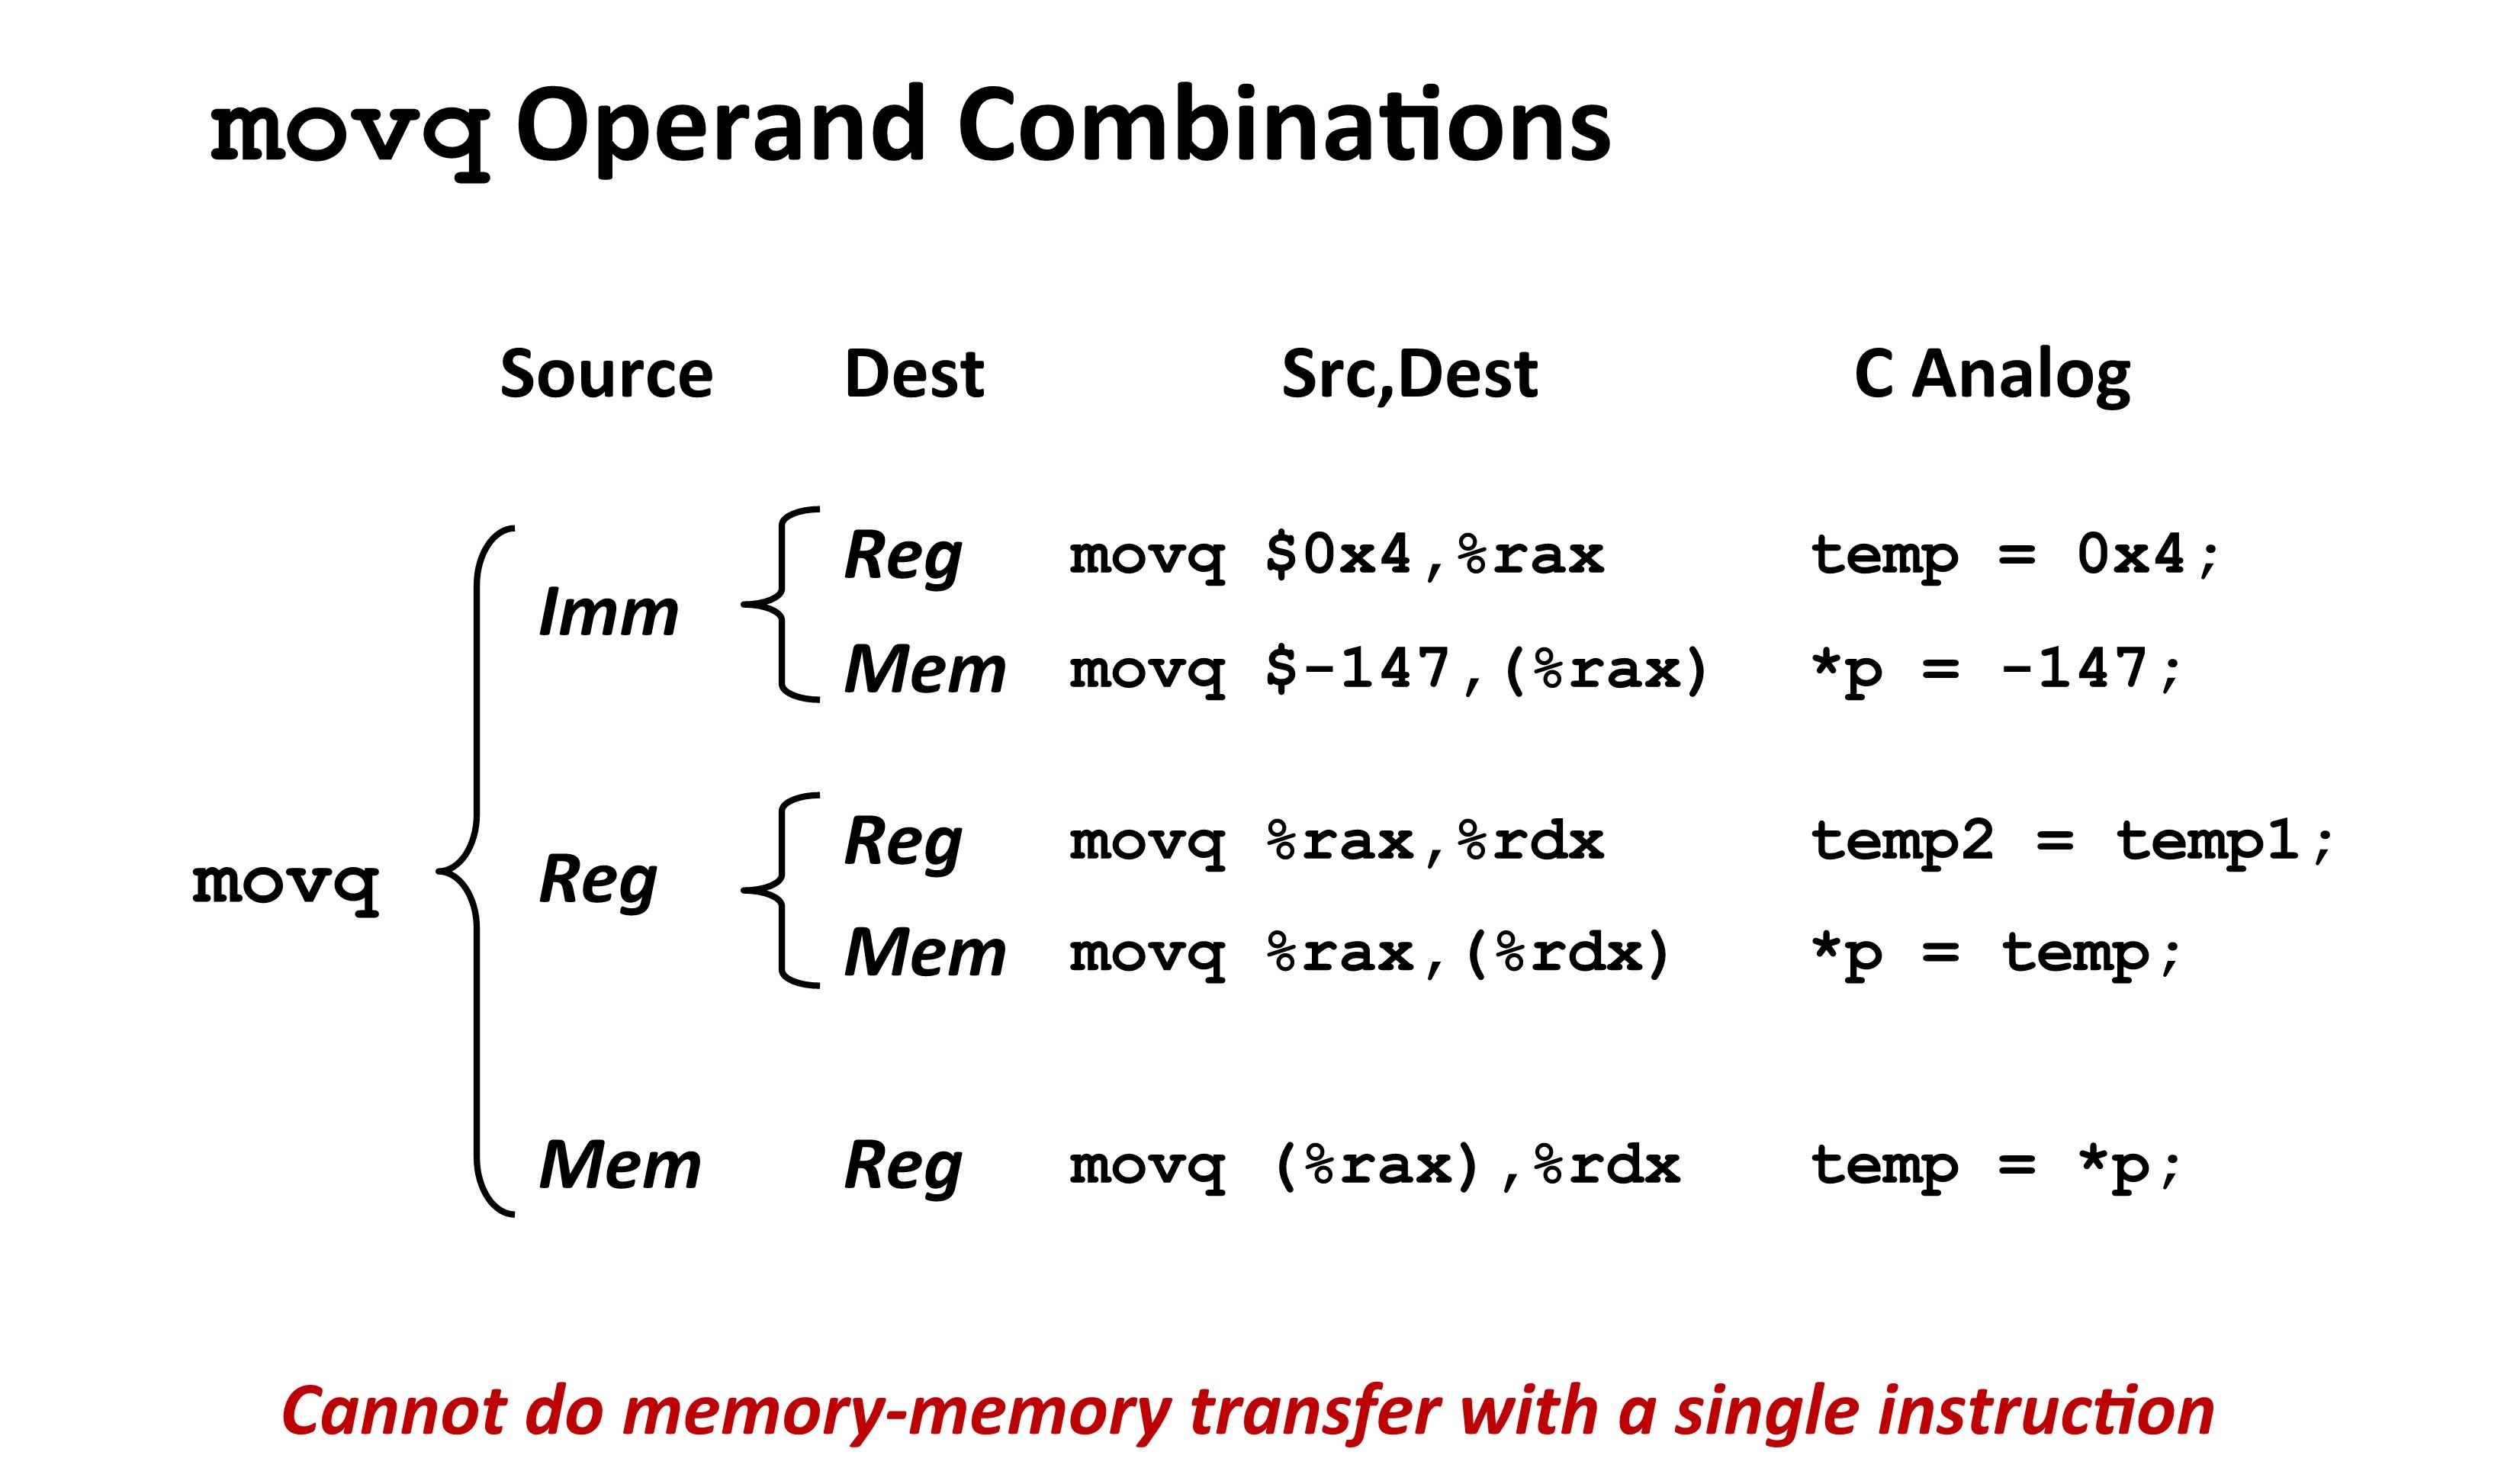 movq Operand Combinations
Source Dest Src,Dest C Analog
Imm
Reg movq $0x4,%rax temp = 0x4;
Mem movq $-147,(%rax) *p = -147;
movq
Reg
Reg movq %rax,%rdx temp2 = temp1;
Mem movq %rax,(%rdx) *p = temp;
Mem Reg movq (%rax),%rdx temp = *p;
Cannot do memory-memory transfer with a single instruction